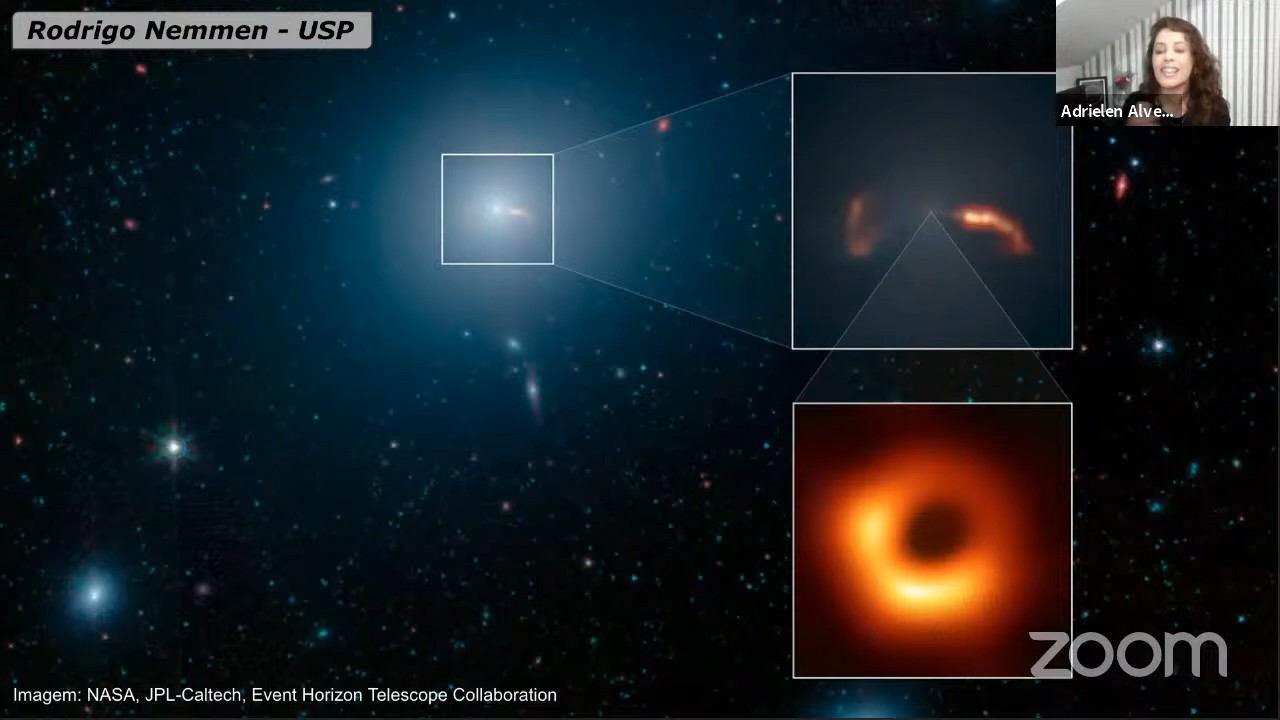 Rodrigo Nemmen - USP
Adrielen Alve...
zoom
Imagem: NASA, JPL-Caltech, Event Horizon Telescope Collaboration